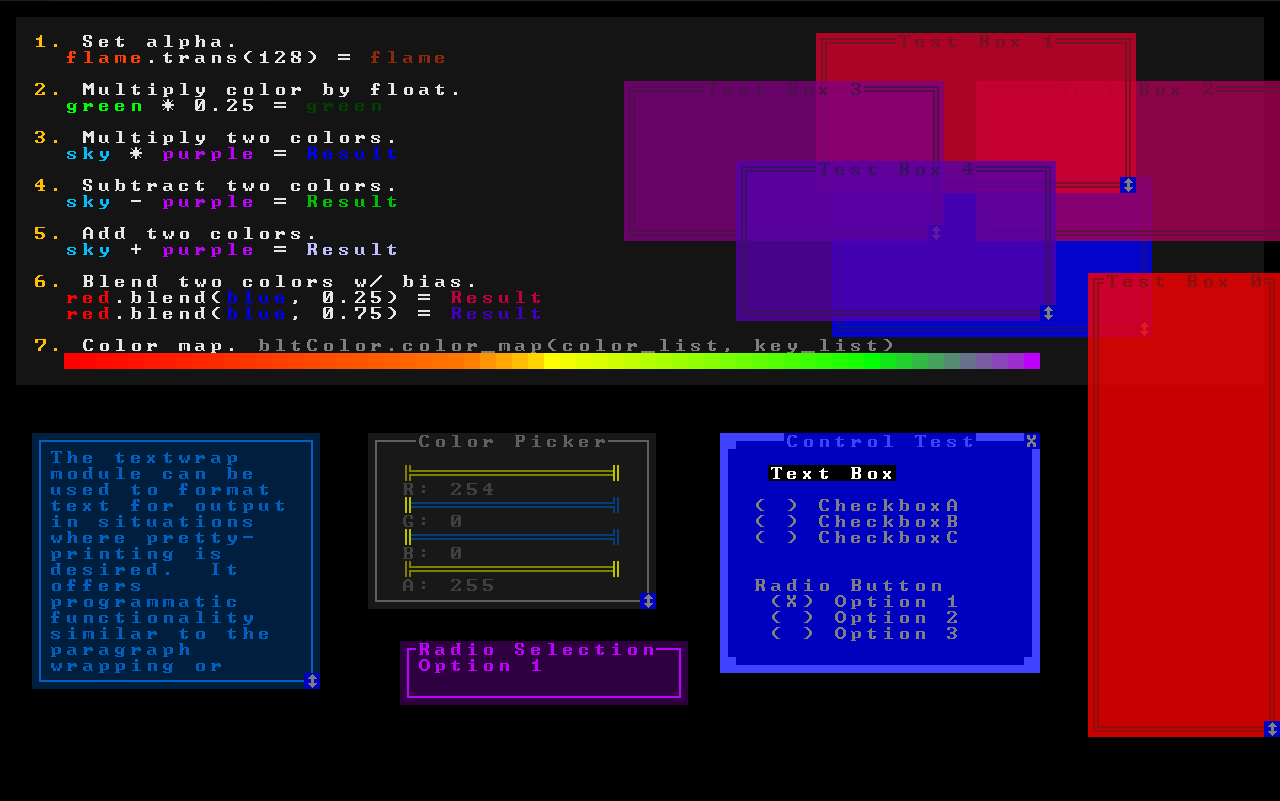 1. Set alpha.
flame.trans(128) = flame
2. Multiply color by float.
green * 0.25 = green
3. Multiply two colors.
sky * purple = Result
4. Subtract two colors.
sky - purple = Result
5. Add two colors.
sky + purple = Result
6. Blend two colors w/ bias.
red.blend(blue, 0.25) = Result
red.blend(blue, 0.75) = Result
7. Color map. bltColor.color_map(color_list, key_list)
Test Box 1
Test Box 3
Test Box 2
Test Box 4
Test Box 0
The textwrap
module can be
used to format
text for output
in situations
where pretty-
printing is
desired. It
offers
programmatic
functionality
similar to the
paragraph
wrapping or
Color Picker
R: 254
G: 0
B: 0
A: 255
Radio Selection
Option 1
Control Test X
Text Box
( ) CheckboxA
( ) CheckboxB
( ) CheckboxC
Radio Button
(X) Option 1
( ) Option 2
( ) Option 3